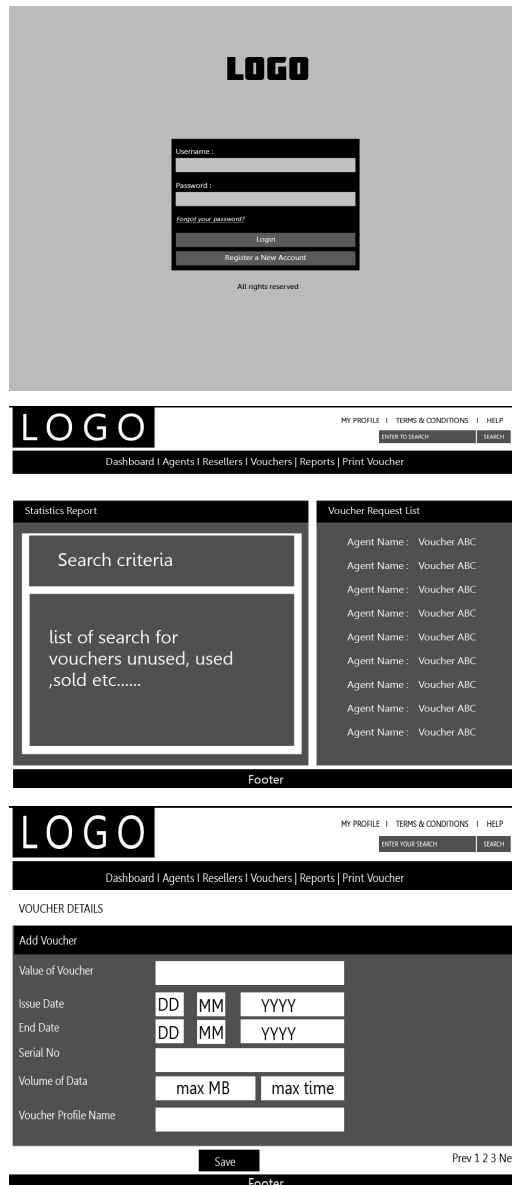 LOGO
Username :
Password :
Forgot your password?
Login
Register a New Account
All rights reserved
LOGO
MY PROFILE I TERMS & CONDITIONS I HELP
ENTER TO SEARCH SEARCH
Dashboard I Agents I Resellers I Vouchers | Reports | Print Voucher
Statistics Report
Search criteria
list of search for
vouchers unused, used
,sold etc......
Voucher Request List
Agent Name : Voucher ABC
Agent Name : Voucher ABC
Agent Name : Voucher ABC
Agent Name : Voucher ABC
Agent Name : Voucher ABC
Agent Name : Voucher ABC
Agent Name : Voucher ABC
Agent Name : Voucher ABC
Agent Name : Voucher ABC
Footer
LOGO
MY PROFILE I TERMS & CONDITIONS I HELP
ENTER YOUR SEARCH SEARCH
Dashboard I Agents I Resellers I Vouchers | Reports | Print Voucher
VOUCHER DETAILS
Add Voucher
Value of Voucher
Issue Date DD MM YYYY
End Date DD MM YYYY
Serial No
Volume of Data max MB max time
Voucher Profile Name
Save Prev 1 2 3 Ne
Footer